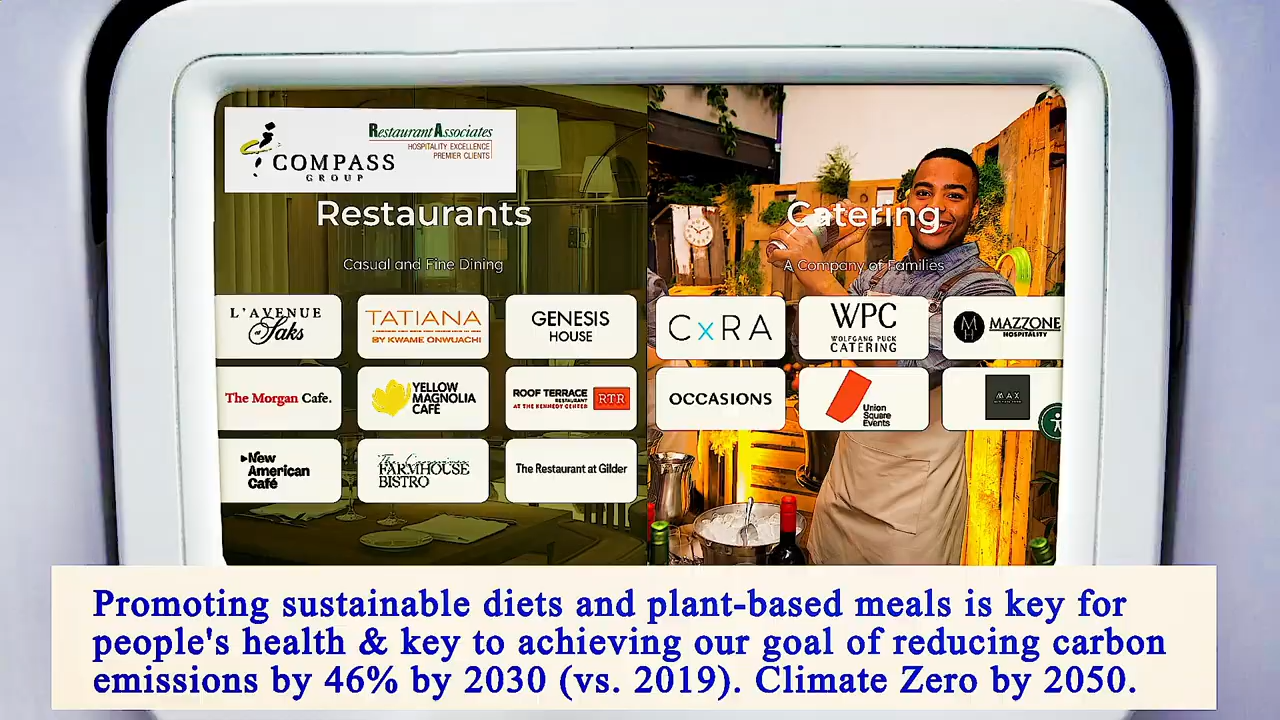 COMPASS
GROUP
Restaurant Associates
HOSPITALITY EXCELLENCE
PREMIER CLIENTS
Restaurants
Casual and Fine Dining
L'AVENUE
Saks
TATIANA
BY KWAME ONWUACHI
GENESIS
HOUSE
The Morgan Cafe.
YELLOW
MAGNOLIA
CAFÉ
ROOF TERRACE
RESTAURANT
AT THE KENNEDY CENTER
RTR
New
American
Café
FARMHOUSE
BISTRO
The Restaurant at Gilder
Catering
A Company of Families
CxRA
WPC
WOLFGANG PUCK
CATERING
MH
MAZZONE
HOSPITALITY
OCCASIONS
Union
Square
Events
MAX
Promoting sustainable diets and plant-based meals is key for
people's health & key to achieving our goal of reducing carbon
emissions by 46% by 2030 (vs. 2019). Climate Zero by 2050.